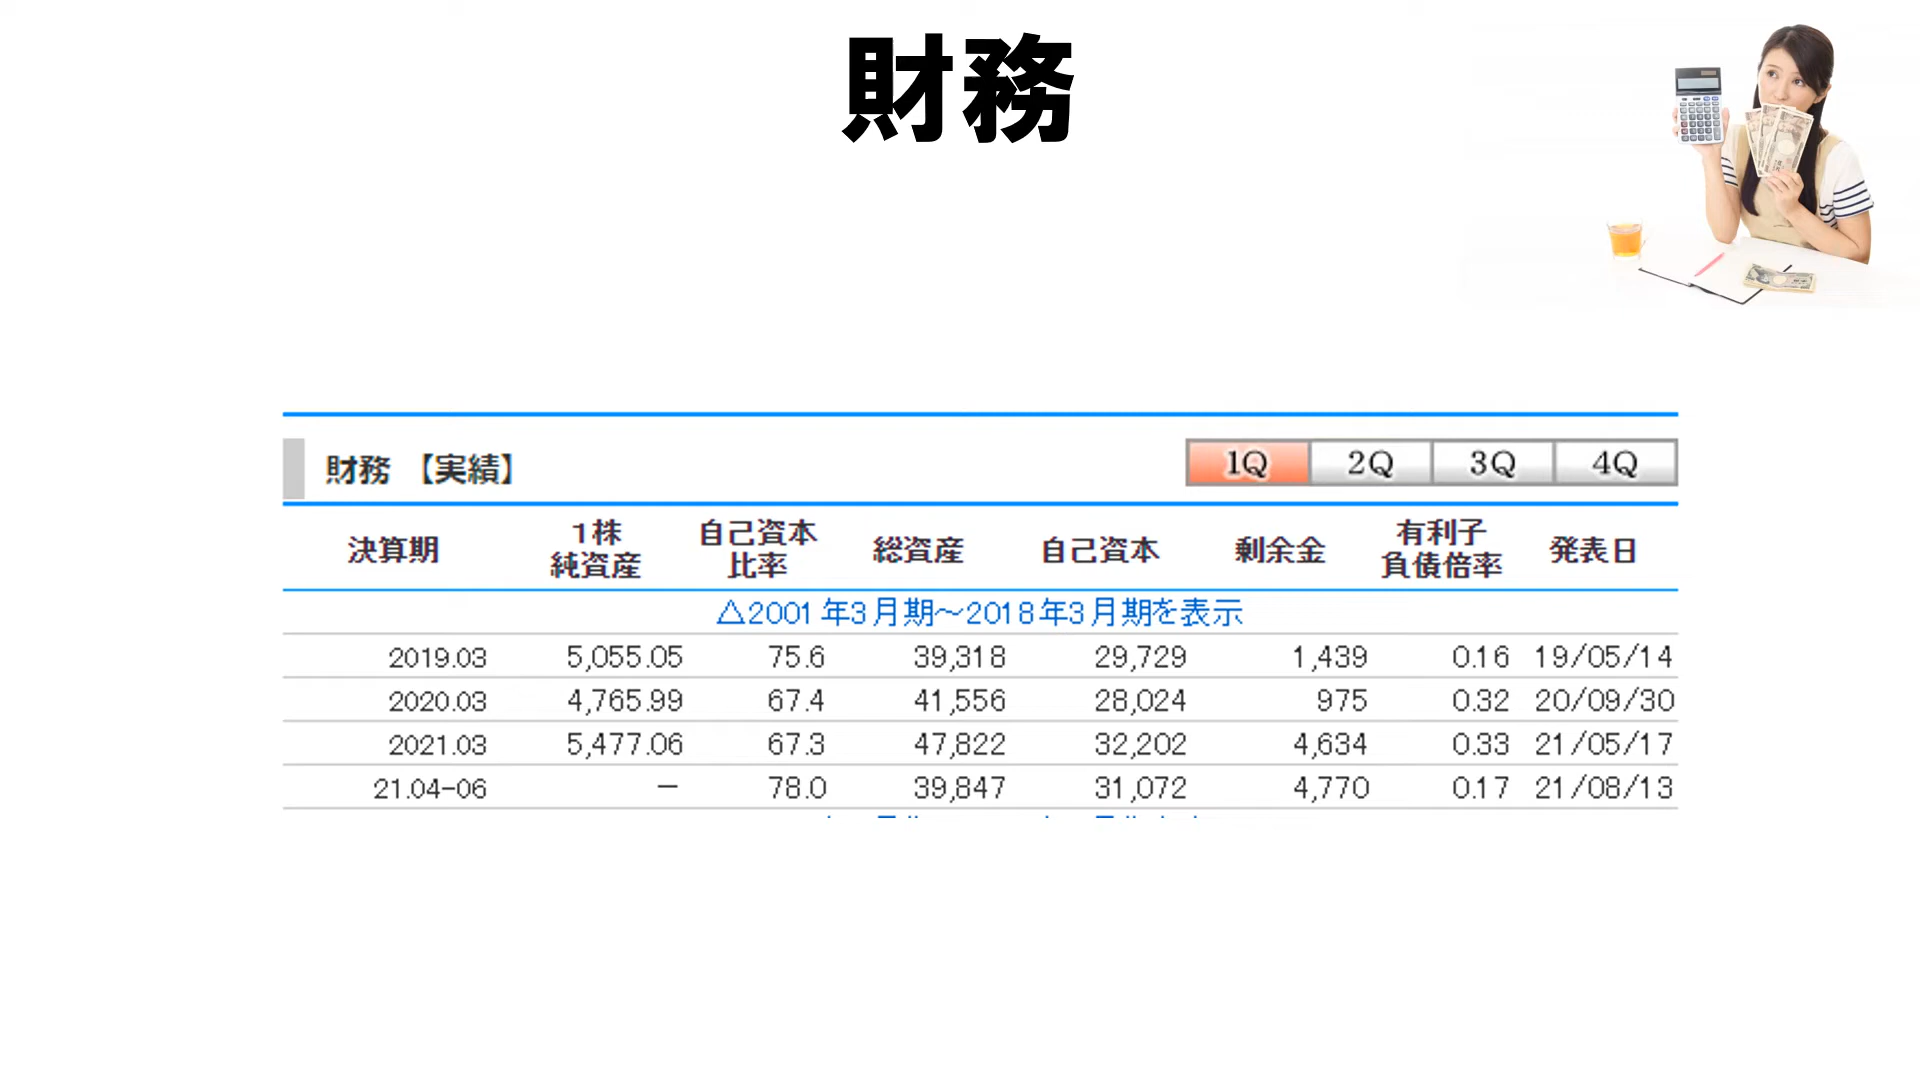 財務
財務 【実績】
1Q 2Q 3Q 4Q
決算期 1株純資産 自己資本比率 総資産 自己資本 剰余金 有利子負債倍率 発表日
△2001年3月期～2018年3月期を表示
2019.03 5,055.05 75.6 39,318 29,729 1,439 0.16 19/05/14
2020.03 4,765.99 67.4 41,556 28,024 975 0.32 20/09/30
2021.03 5,477.06 67.3 47,822 32,202 4,634 0.33 21/05/17
21.04-06 － 78.0 39,847 31,072 4,770 0.17 21/08/13